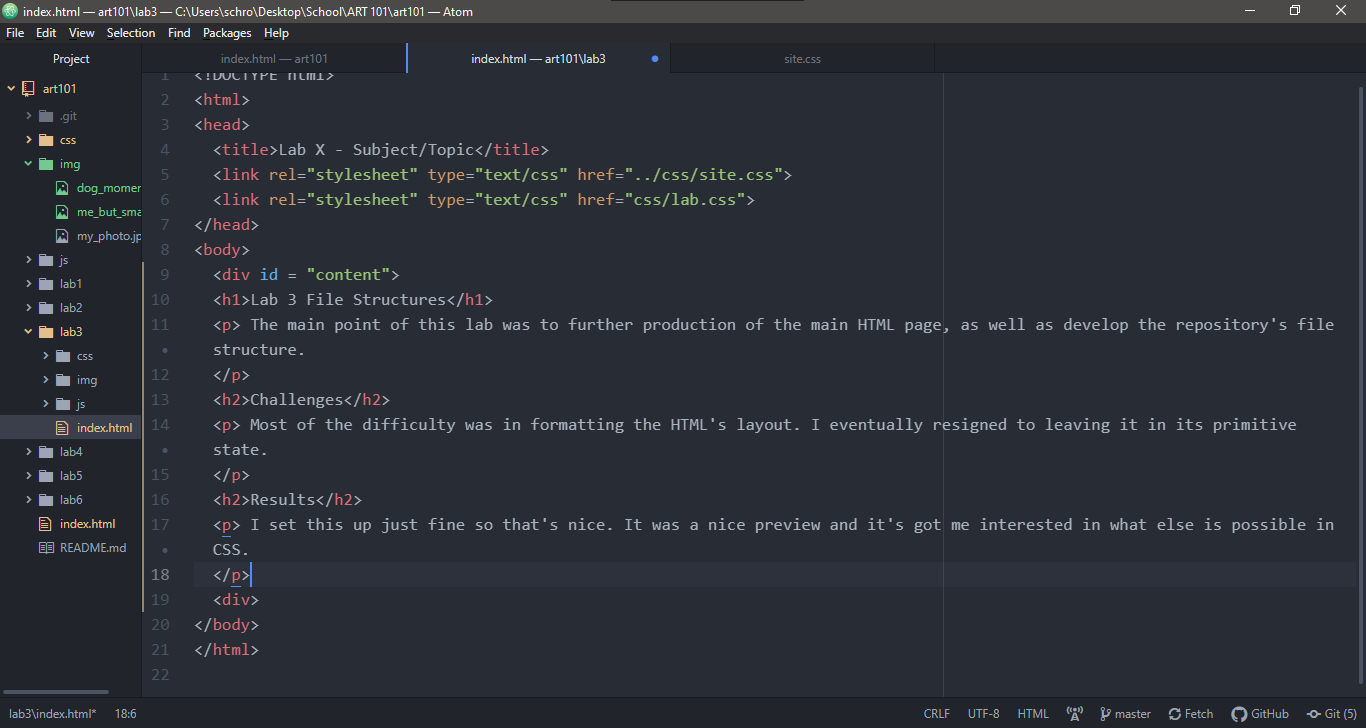 index.html — art101\lab3 — C:\Users\schro\Desktop\School\ART 101\art101 — Atom
File Edit View Selection Find Packages Help
Project
index.html — art101
index.html — art101\lab3
site.css
art101
.git
css
img
dog_momer
me_but_sma
my_photo.jp
js
lab1
lab2
lab3
css
img
js
index.html
lab4
lab5
lab6
index.html
README.md
1 <!DOCTYPE html>
2 <html>
3 <head>
4 <title>Lab X - Subject/Topic</title>
5 <link rel="stylesheet" type="text/css" href="../css/site.css">
6 <link rel="stylesheet" type="text/css" href="css/lab.css">
7 </head>
8 <body>
9 <div id = "content">
10 <h1>Lab 3 File Structures</h1>
11 <p> The main point of this lab was to further production of the main HTML page, as well as develop the repository's file
• structure.
12 </p>
13 <h2>Challenges</h2>
14 <p> Most of the difficulty was in formatting the HTML's layout. I eventually resigned to leaving it in its primitive
• state.
15 </p>
16 <h2>Results</h2>
17 <p> I set this up just fine so that's nice. It was a nice preview and it's got me interested in what else is possible in
• CSS.
18 </p>
19 <div>
20 </body>
21 </html>
22
lab3\index.html* 18:6 CRLF UTF-8 HTML master Fetch GitHub Git (5)